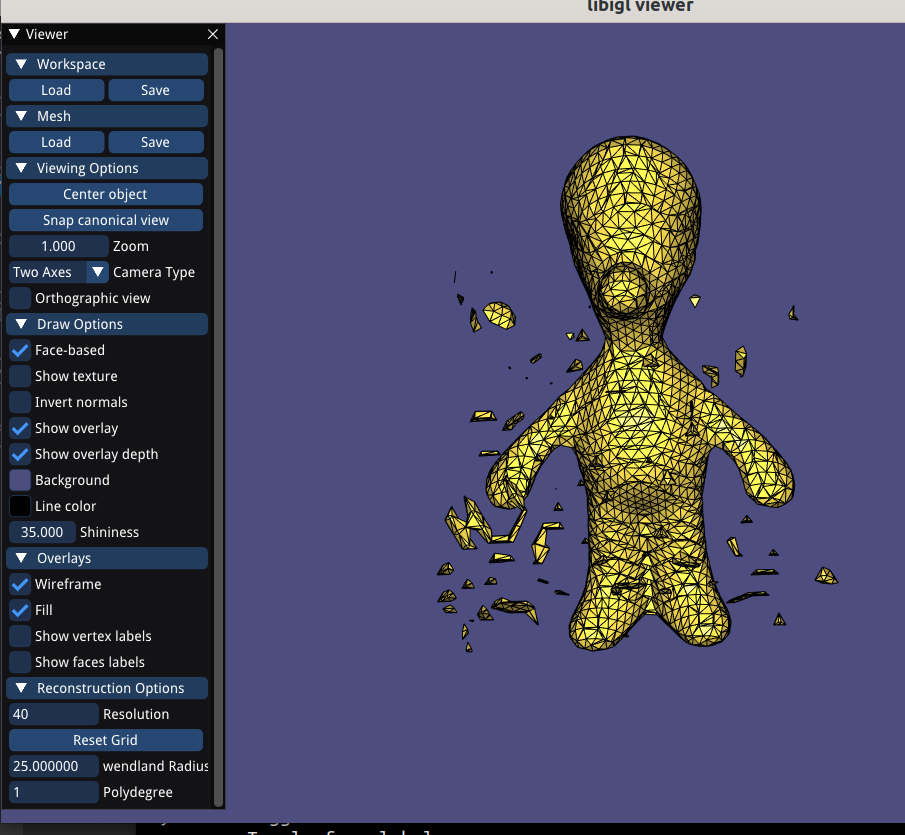 libigl viewer
Viewer
Workspace
Load Save
Mesh
Load Save
Viewing Options
Center object
Snap canonical view
1.000 Zoom
Two Axes Camera Type
Orthographic view
Draw Options
Face-based
Show texture
Invert normals
Show overlay
Show overlay depth
Background
Line color
35.000 Shininess
Overlays
Wireframe
Fill
Show vertex labels
Show faces labels
Reconstruction Options
40 Resolution
Reset Grid
25.000000 wendland Radius
1 Polydegree